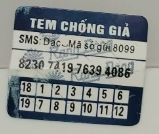 TEM CHỐNG GIẢ
SMS: Dạcào Mã số gửi 8099
8230 7819 7639 4086
18 1 2 3 4 5 6
19 12 11 10 9 8 7